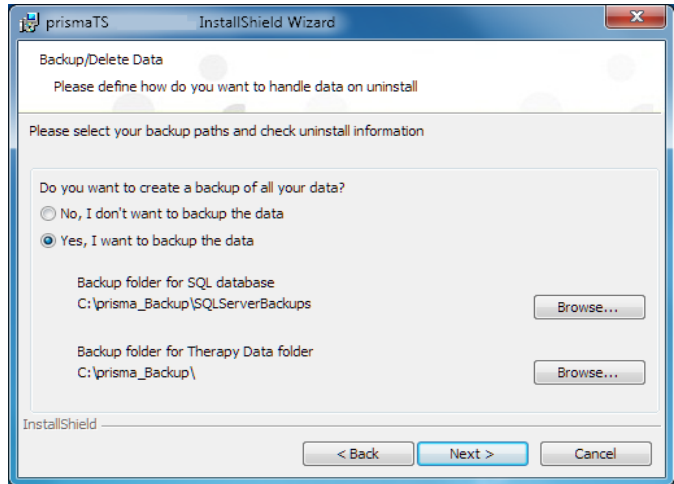 prismaTS InstallShield Wizard
Backup/Delete Data
Please define how do you want to handle data on uninstall
Please select your backup paths and check uninstall information
Do you want to create a backup of all your data?
No, I don't want to backup the data
Yes, I want to backup the data
Backup folder for SQL database
C:\prisma_Backup\SQLServerBackups
Browse...
Backup folder for Therapy Data folder
C:\prisma_Backup\
Browse...
InstallShield
< Back Next > Cancel